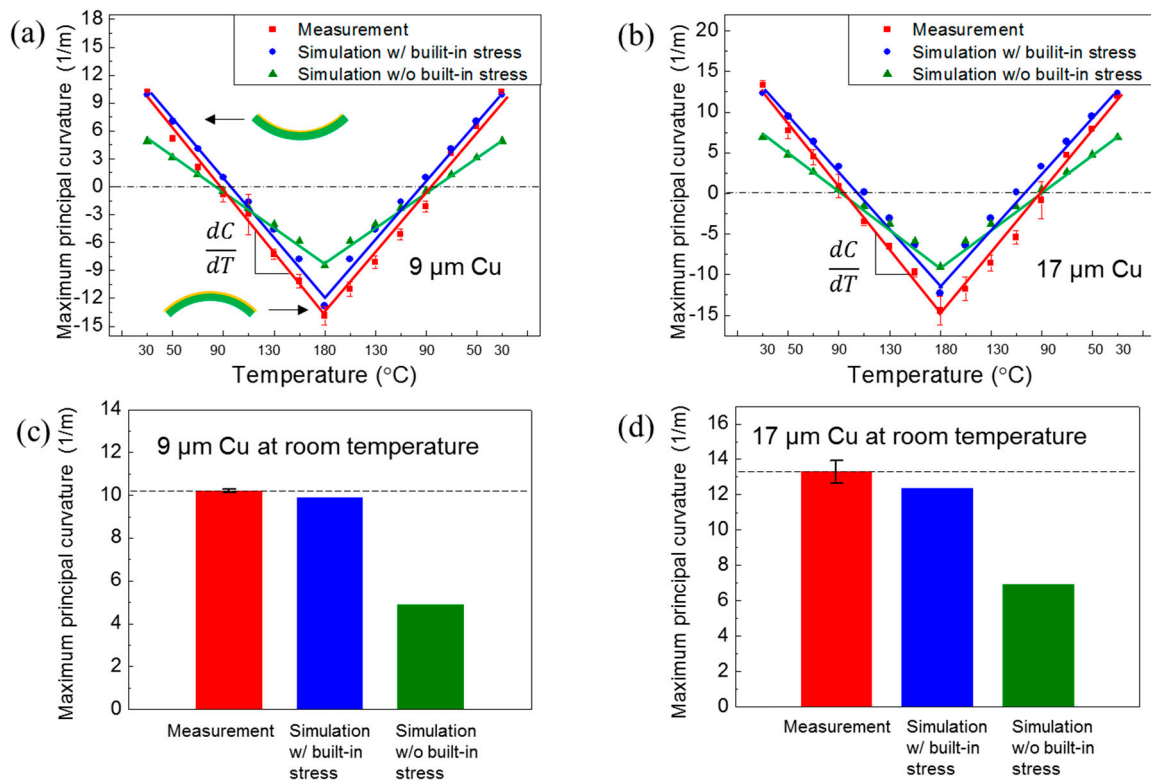 (a)
Maximum principal curvature (1/m)
18
15
12
9
6
3
0
-3
-6
-9
-12
-15
Measurement
Simulation w/ builit-in stress
Simulation w/o built-in stress
dC
dT
9 µm Cu
30 50 90 130 180 130 90 50 30
Temperature (°C)
(b)
Maximum principal curvature (1/m)
20
15
10
5
0
-5
-10
-15
Measurement
Simulation w/ built-in stress
Simulation w/o built-in stress
dC
dT
17 µm Cu
30 50 90 130 180 130 90 50 30
Temperature (°C)
(c)
Maximum principal curvature (1/m)
14
12
10
8
6
4
2
0
9 µm Cu at room temperature
Measurement
Simulation
w/ built-in
stress
Simulation
w/o built-in
stress
(d)
Maximum principal curvature (1/m)
16
14
12
10
8
6
4
2
0
17 µm Cu at room temperature
Measurement
Simulation
w/ built-in
stress
Simulation
w/o built-in
stress